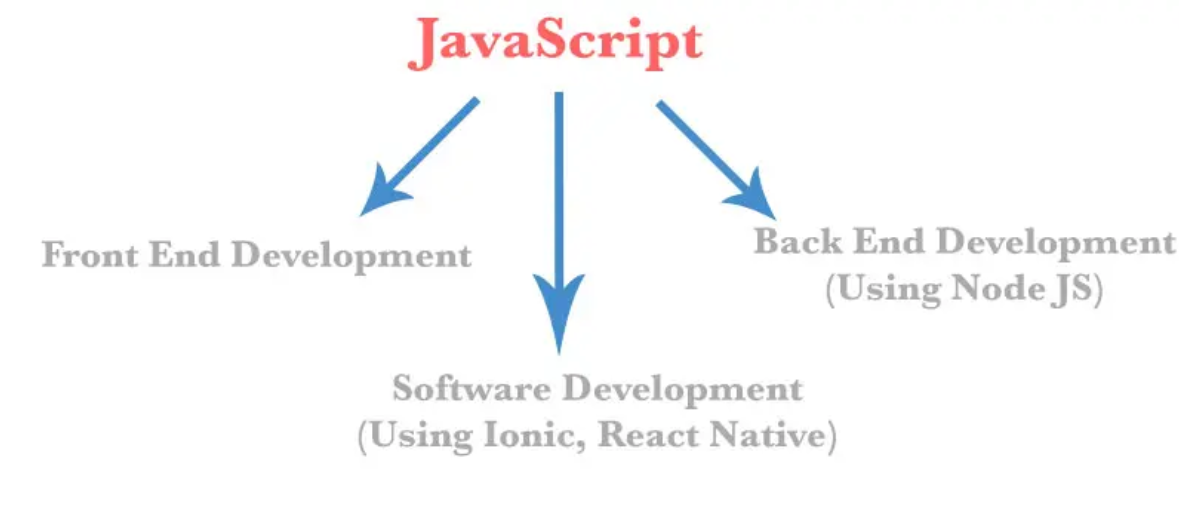 JavaScript
Front End Development
Back End Development
(Using Node JS)
Software Development
(Using Ionic, React Native)